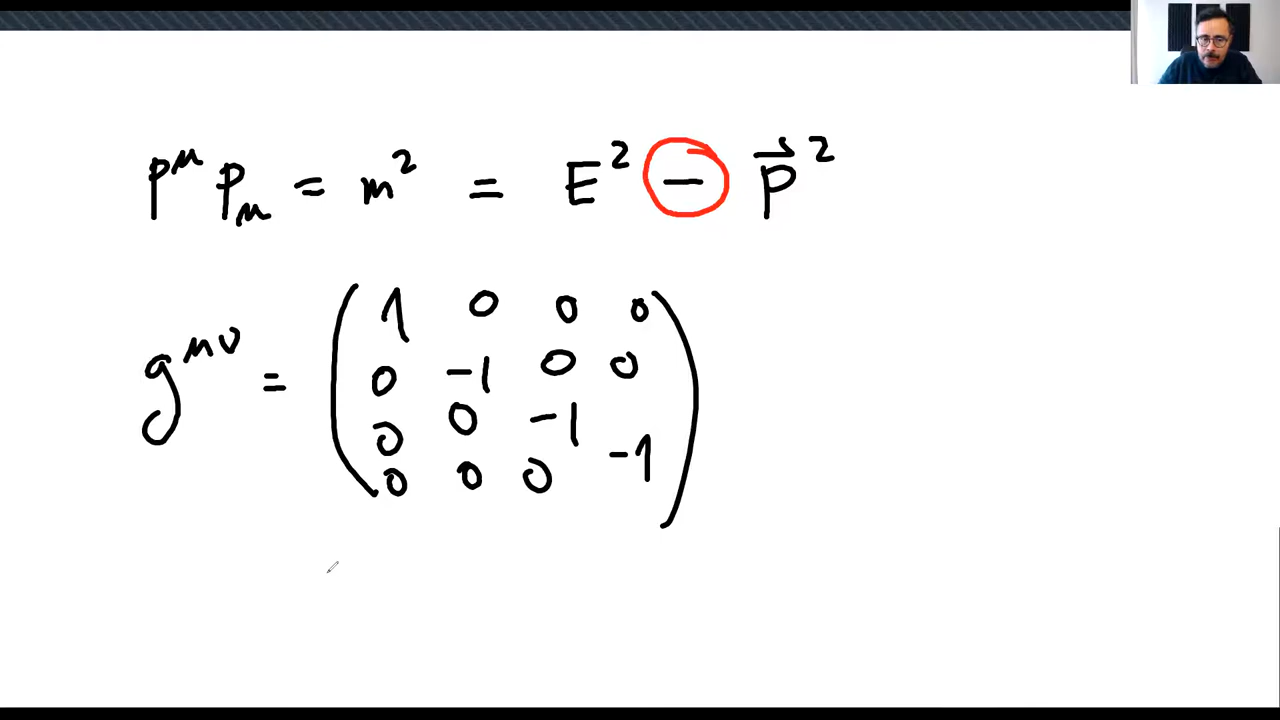 p^μ p_μ = m² = E² − p⃗²
g^μν =
1 0 0 0
0 −1 0 0
0 0 −1
0 0 0 −1